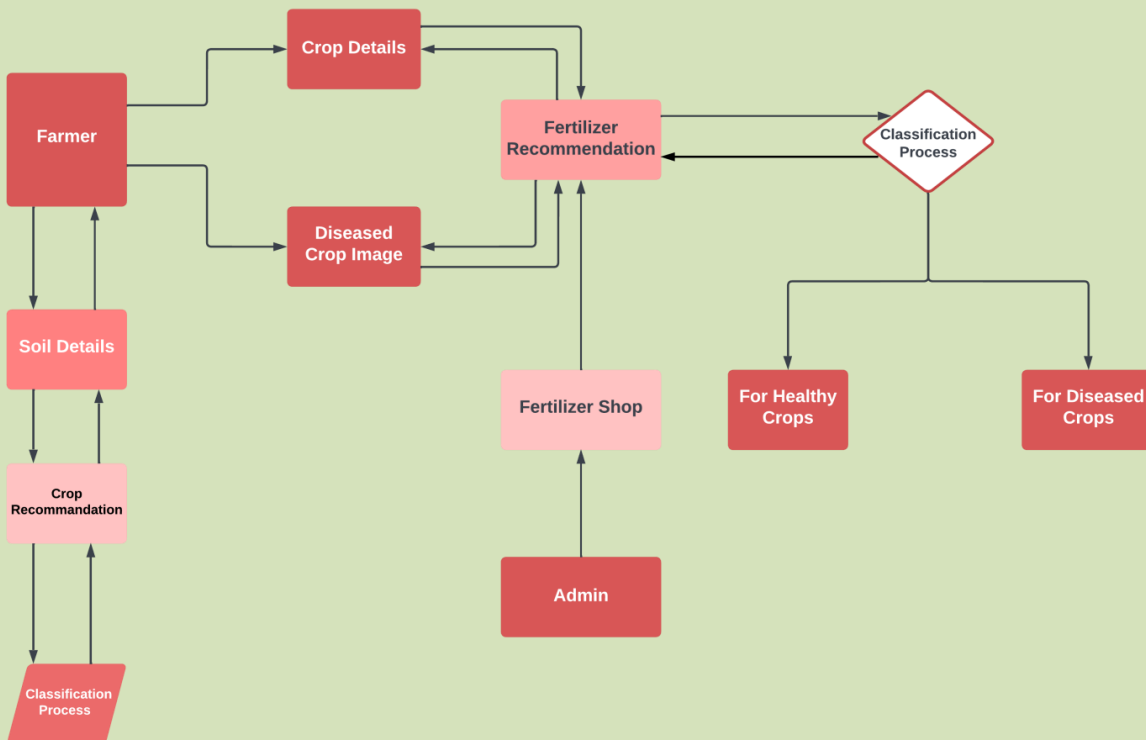 Crop Details
Farmer
Fertilizer
Recommendation
Classification
Process
Diseased
Crop Image
Soil Details
Fertilizer Shop
For Healthy
Crops
For Diseased
Crops
Crop
Recommandation
Admin
Classification
Process